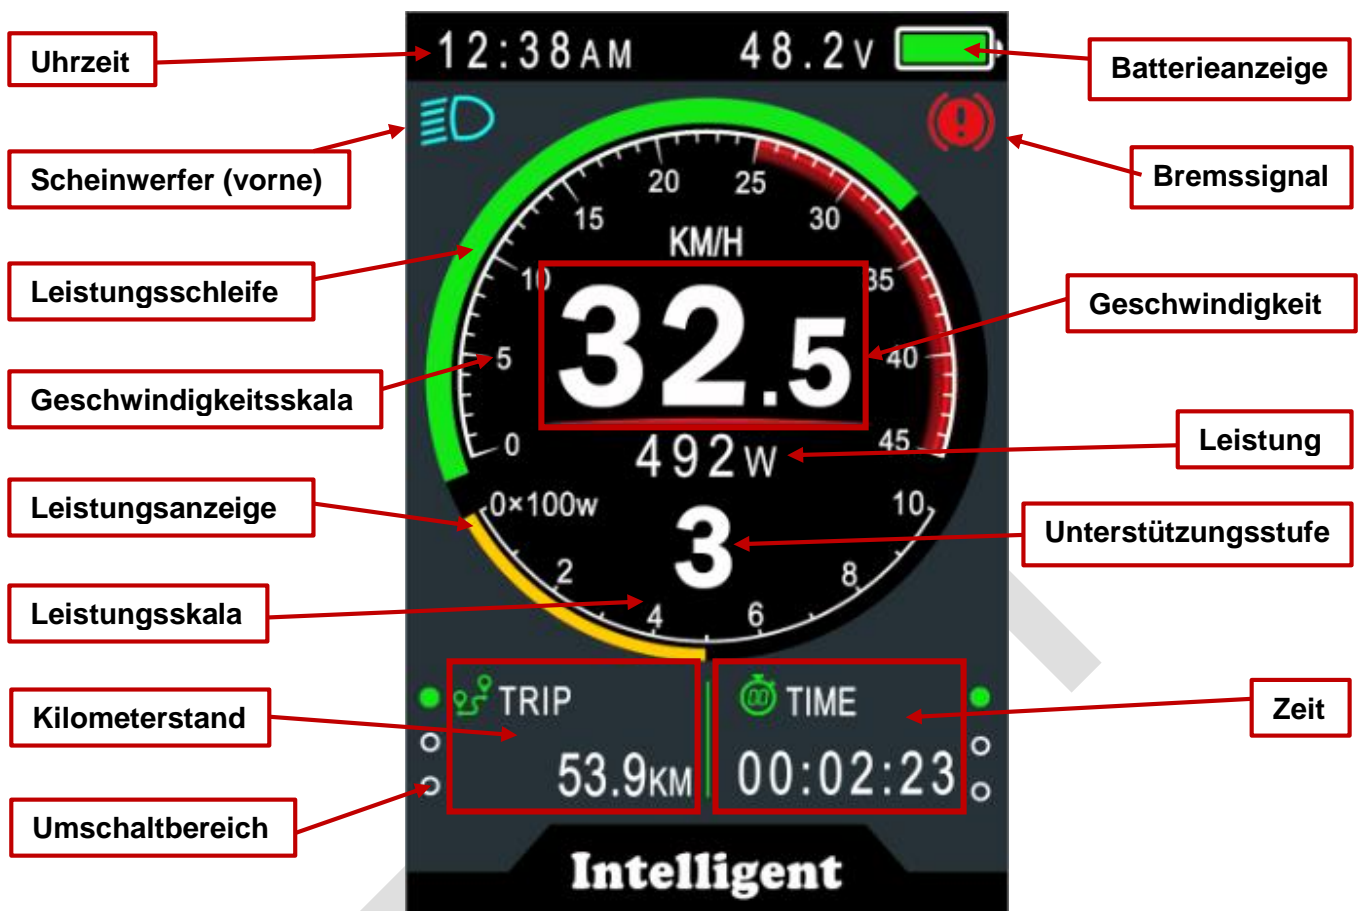 Uhrzeit
Scheinwerfer (vorne)
Leistungsschleife
Geschwindigkeitsskala
Leistungsanzeige
Leistungsskala
Kilometerstand
Umschaltbereich
12:38AM 48.2V
20 25
15 30
KM/H
10 35
32.5
5 40
0 45
492W
0×100w 10
3
2 8
4 6
TRIP
53.9KM
TIME
00:02:23
Intelligent
Batterieanzeige
Bremssignal
Geschwindigkeit
Leistung
Unterstützungsstufe
Zeit